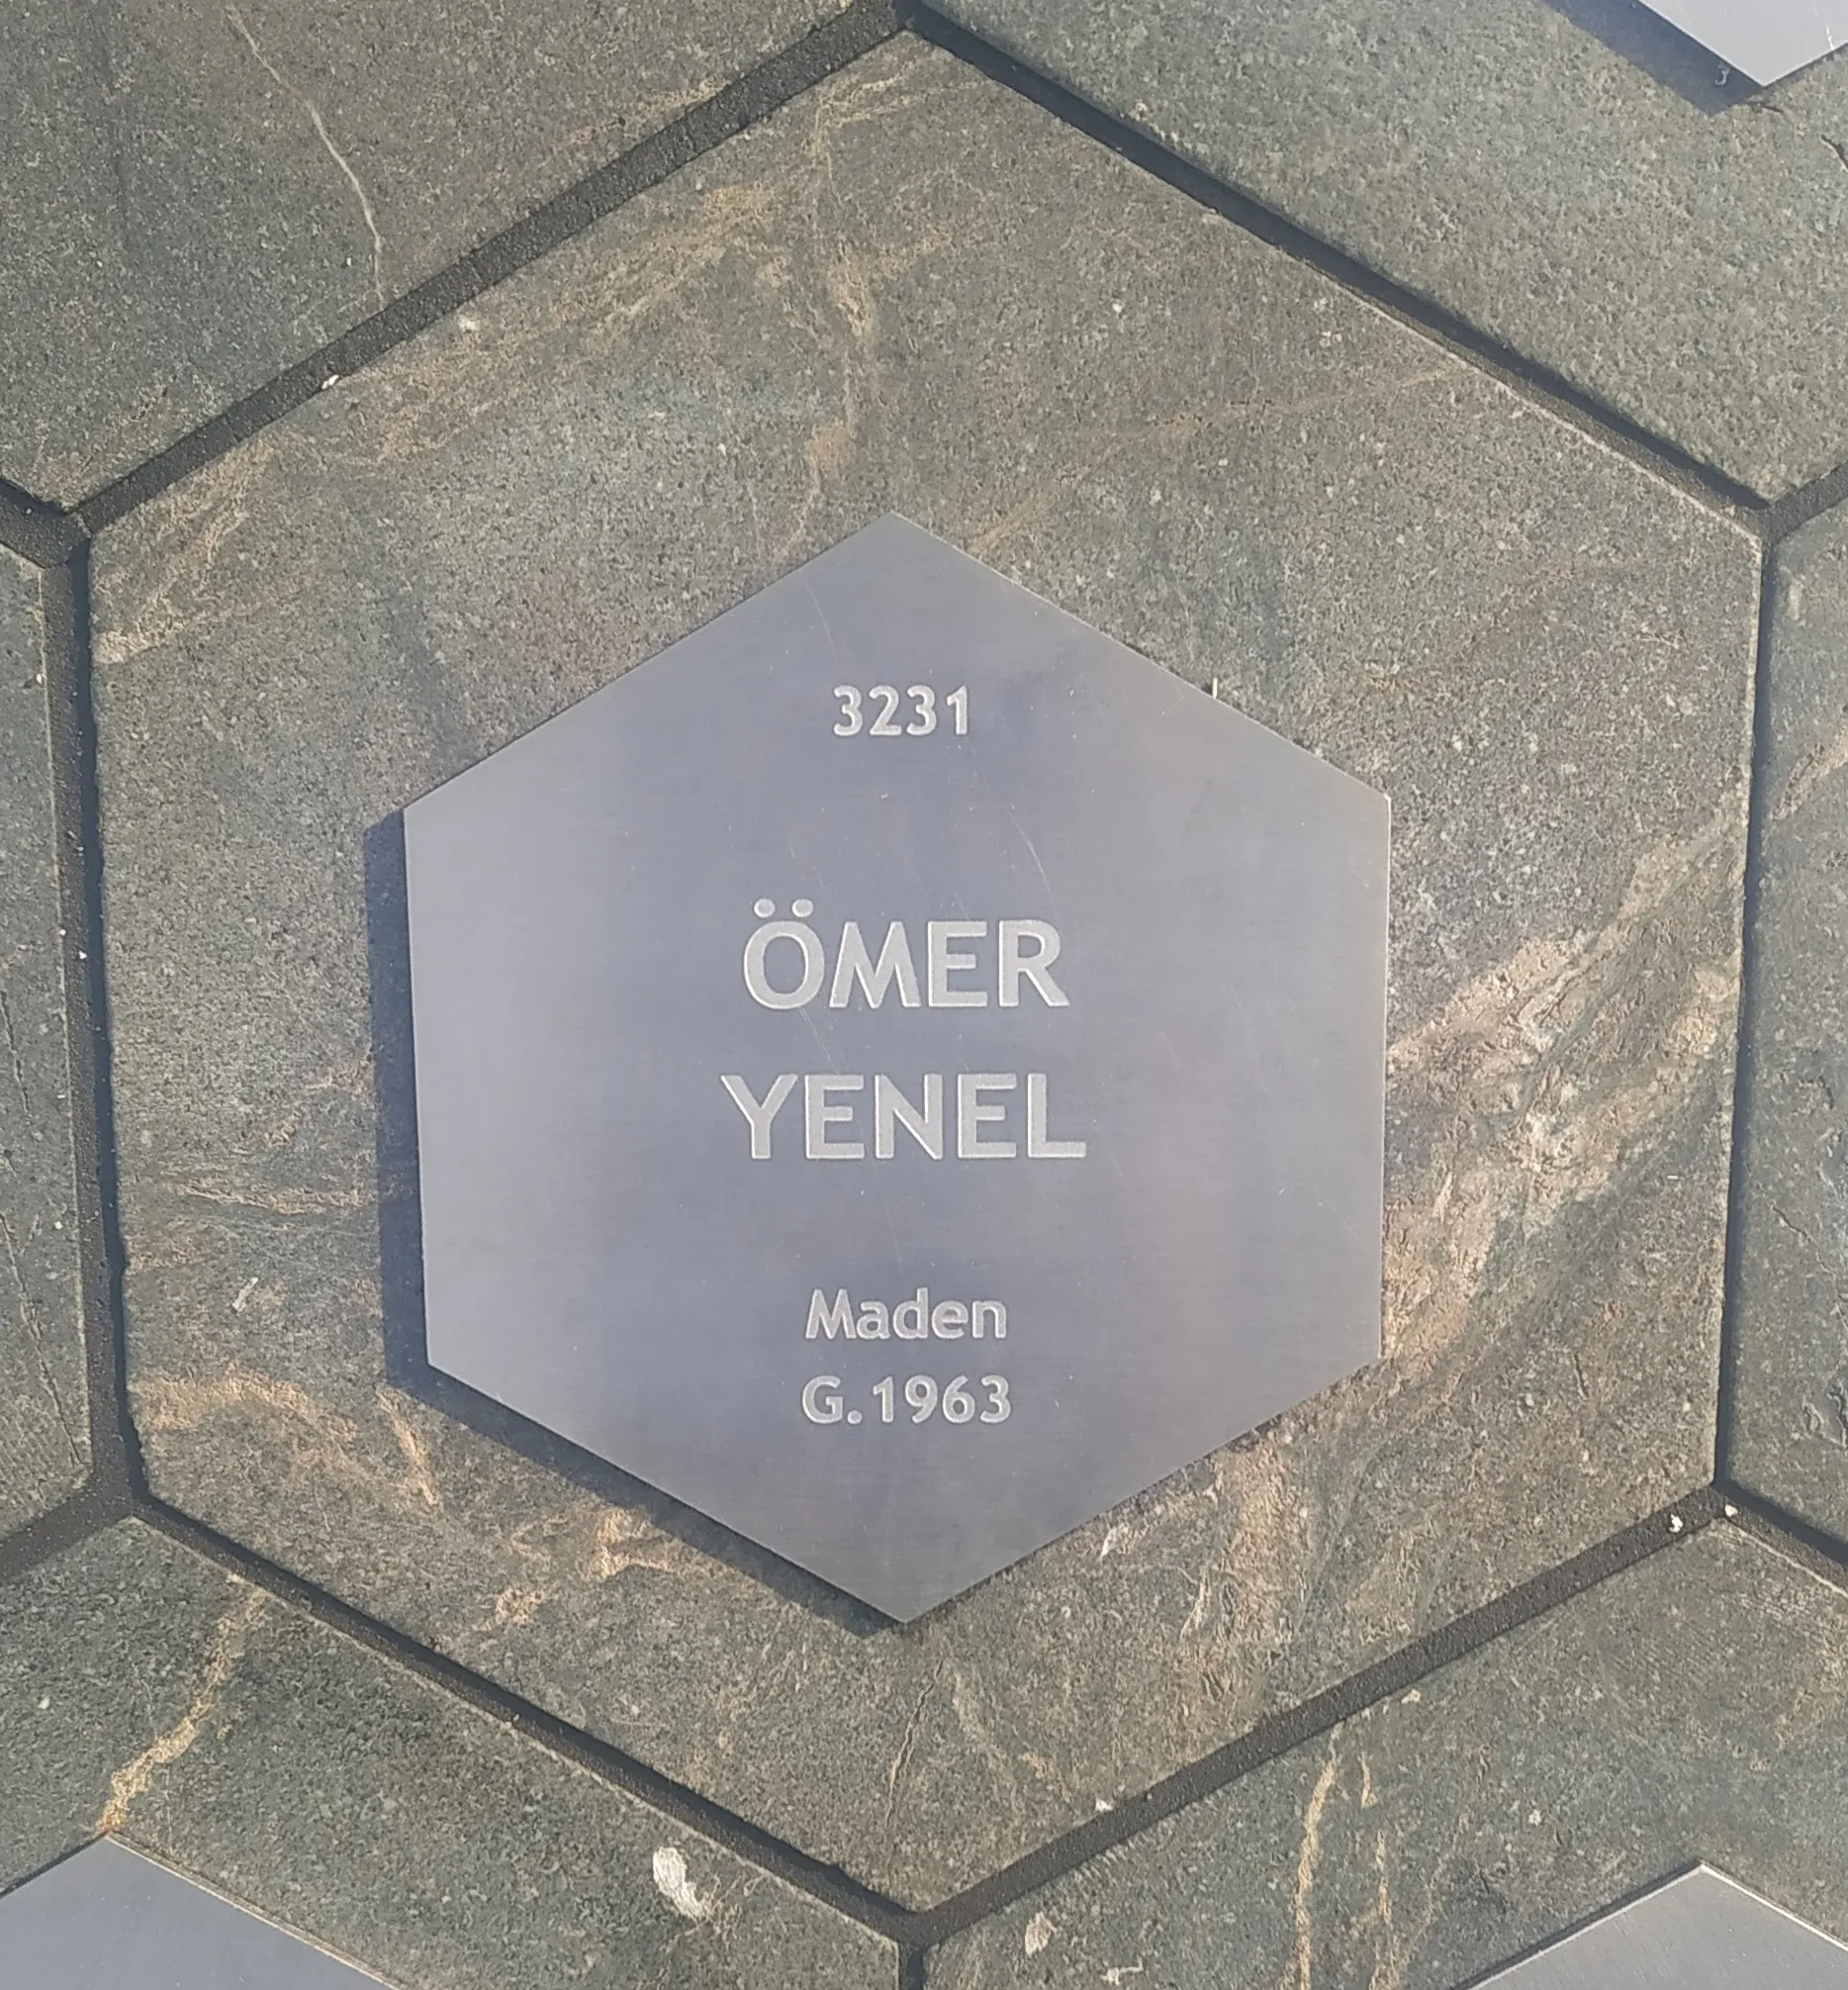 3231
ÖMER
YENEL
Maden
G.1963